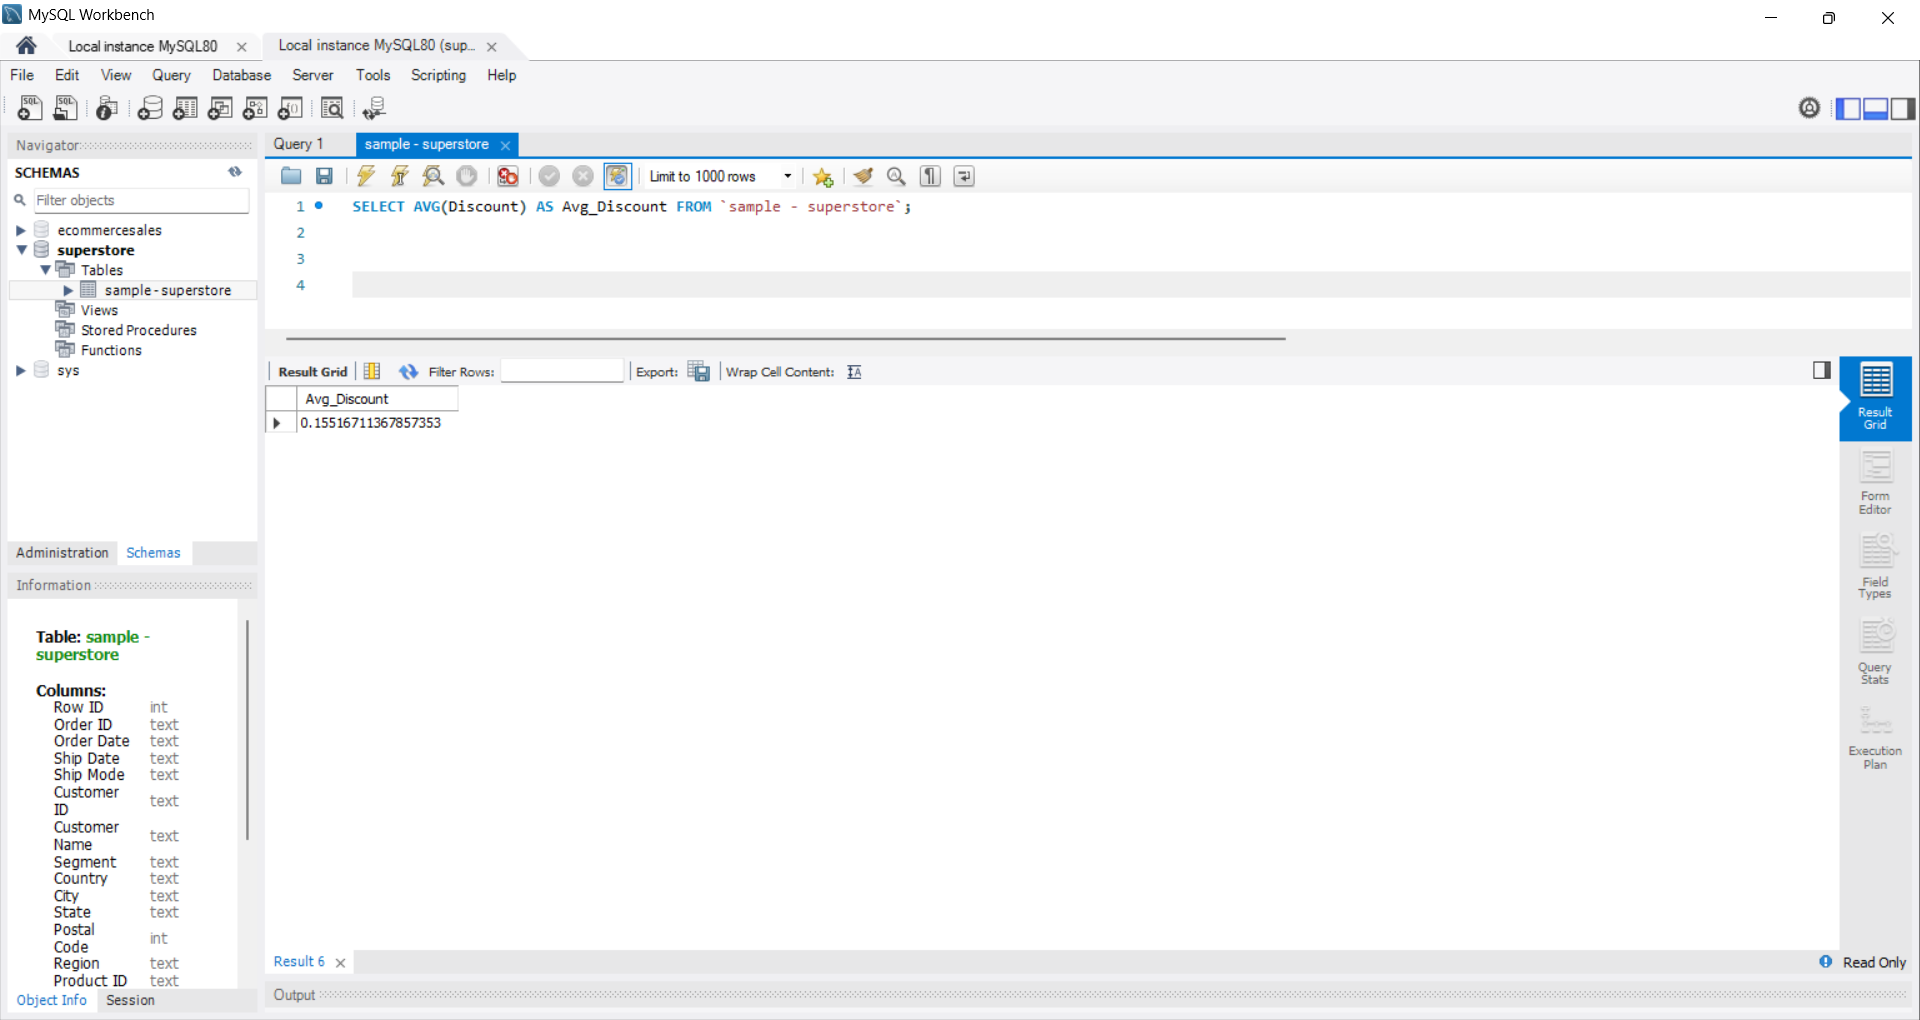 MySQL Workbench
Local instance MySQL80
Local instance MySQL80 (sup...
File Edit View Query Database Server Tools Scripting Help
Navigator
SCHEMAS
Filter objects
ecommercesales
superstore
Tables
sample - superstore
Views
Stored Procedures
Functions
sys
Administration Schemas
Information
Table: sample -
superstore
Columns:
Row ID int
Order ID text
Order Date text
Ship Date text
Ship Mode text
Customer
ID text
Customer
Name text
Segment text
Country text
City text
State text
Postal
Code int
Region text
Product ID text
Object Info Session
Query 1 sample - superstore
Limit to 1000 rows
1 SELECT AVG(Discount) AS Avg_Discount FROM `sample - superstore`;
2
3
4
Result Grid Filter Rows: Export: Wrap Cell Content:
Avg_Discount
0.15516711367857353
Result
Grid
Form
Editor
Field
Types
Query
Stats
Execution
Plan
Result 6
Read Only
Output